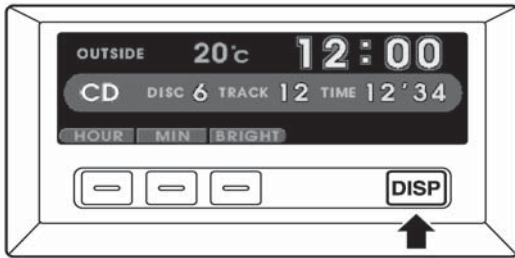 OUTSIDE 20°C 12:00
CD DISC 6 TRACK 12 TIME 12'34
HOUR MIN BRIGHT
DISP